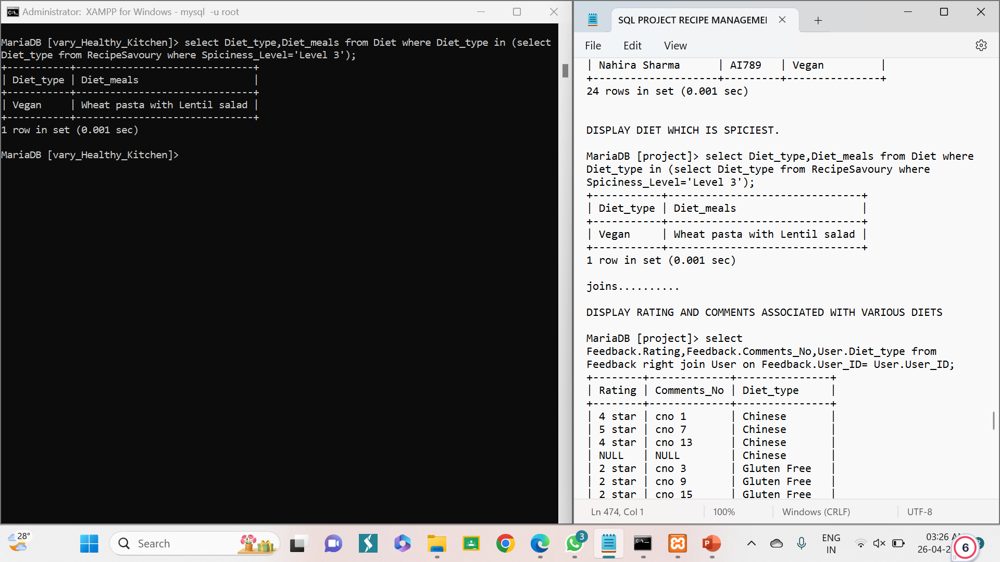 Administrator:  XAMPP for Windows - mysql  -u root
MariaDB [vary_Healthy_Kitchen]> select Diet_type,Diet_meals from Diet where Diet_type in (select
Diet_type from RecipeSavoury where Spiciness_Level='Level 3');
+-----------+-------------------------------+
| Diet_type | Diet_meals                    |
+-----------+-------------------------------+
| Vegan     | Wheat pasta with Lentil salad |
+-----------+-------------------------------+
1 row in set (0.001 sec)
MariaDB [vary_Healthy_Kitchen]>
SQL PROJECT RECIPE MANAGEME
File Edit View
| Nahira Sharma      | AI789   | Vegan         |
+--------------------+---------+---------------+
24 rows in set (0.001 sec)
DISPLAY DIET WHICH IS SPICIEST.
MariaDB [project]> select Diet_type,Diet_meals from Diet where
Diet_type in (select Diet_type from RecipeSavoury where
Spiciness_Level='Level 3');
+-----------+-------------------------------+
| Diet_type | Diet_meals                    |
+-----------+-------------------------------+
| Vegan     | Wheat pasta with Lentil salad |
+-----------+-------------------------------+
1 row in set (0.001 sec)
joins..........
DISPLAY RATING AND COMMENTS ASSOCIATED WITH VARIOUS DIETS
MariaDB [project]> select
Feedback.Rating,Feedback.Comments_No,User.Diet_type from
Feedback right join User on Feedback.User_ID= User.User_ID;
+--------+-------------+---------------+
| Rating | Comments_No | Diet_type     |
+--------+-------------+---------------+
| 4 star | cno 1       | Chinese       |
| 5 star | cno 7       | Chinese       |
| 4 star | cno 13      | Chinese       |
| NULL   | NULL        | Chinese       |
| 2 star | cno 3       | Gluten Free   |
| 2 star | cno 9       | Gluten Free   |
| 2 star | cno 15      | Gluten Free   |
Ln 474, Col 1 100% Windows (CRLF) UTF-8
28°
Search
3
ENG
IN
03:26
26-04-2
6